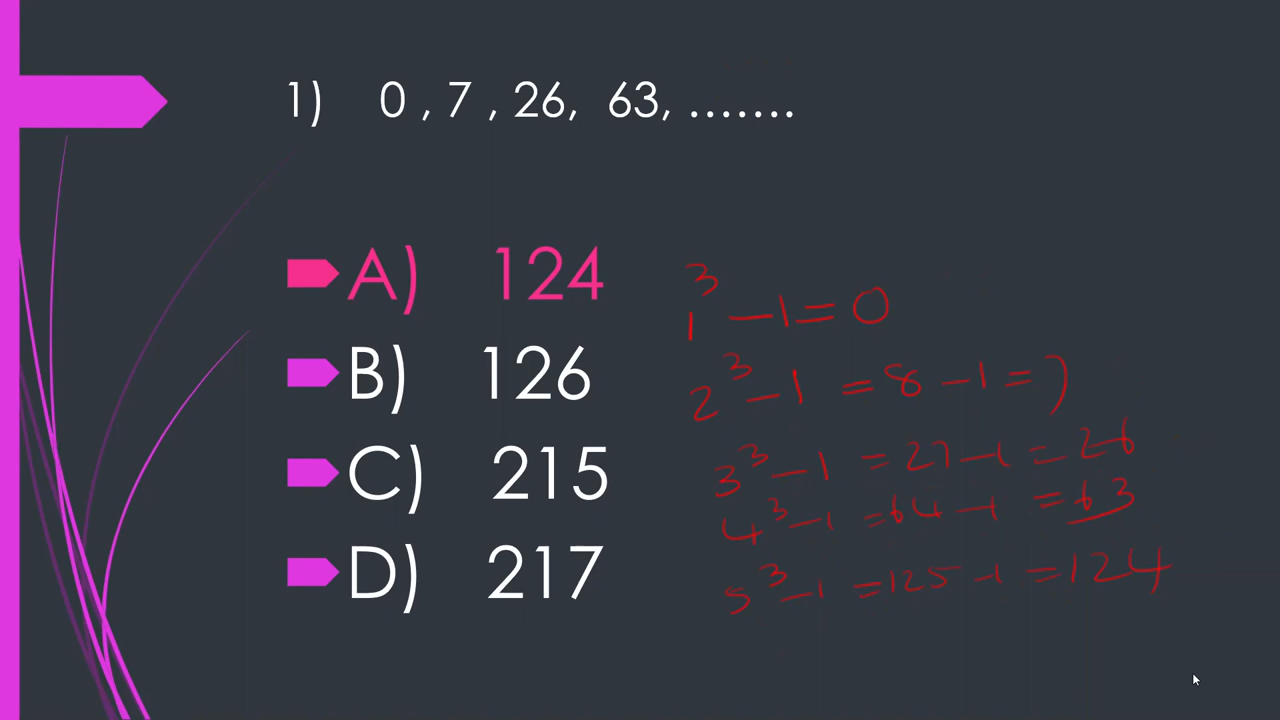 1) 0 , 7 , 26, 63, .......
A) 124
B) 126
C) 215
D) 217
1³ - 1 = 0
2³ - 1 = 8 - 1 = 7
3³ - 1 = 27 - 1 = 26
4³ - 1 = 64 - 1 = 63
5³ - 1 = 125 - 1 = 124